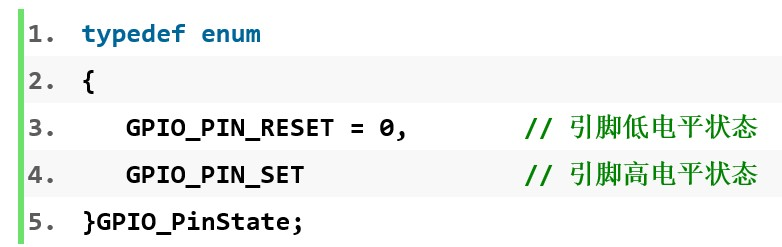 1. typedef enum
2. {
3. GPIO_PIN_RESET = 0, // 引脚低电平状态
4. GPIO_PIN_SET // 引脚高电平状态
5. }GPIO_PinState;